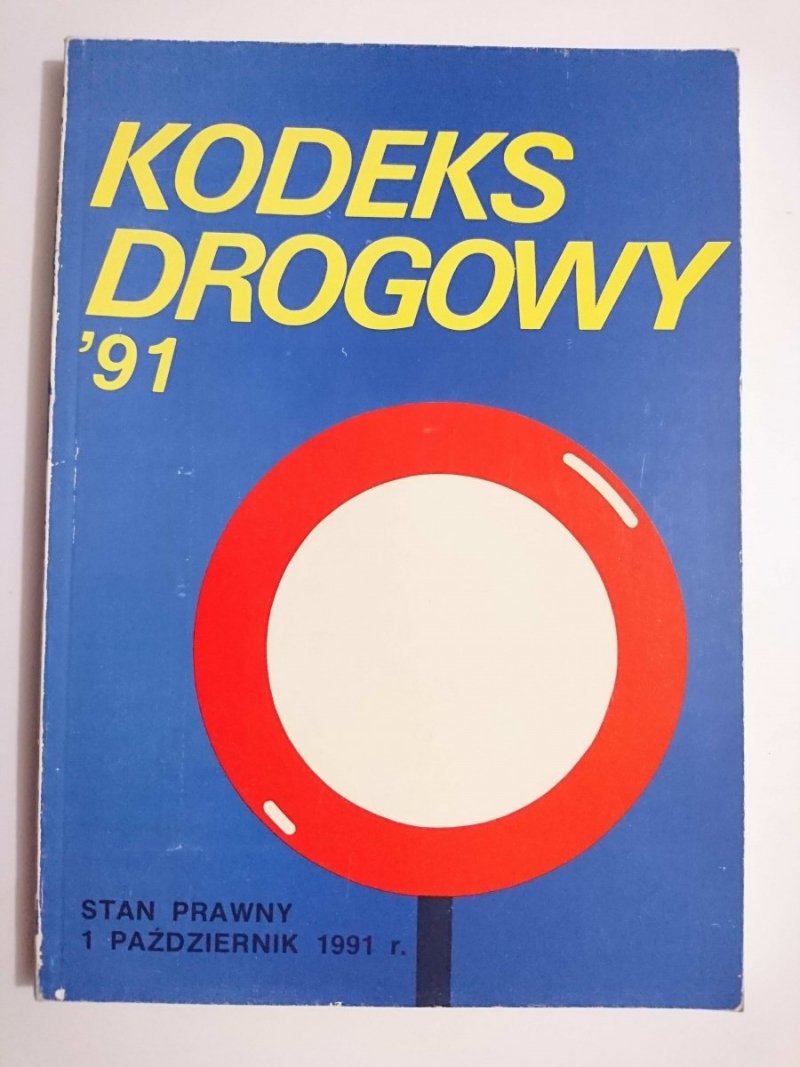 KODEKS
DROGOWY
'91
STAN PRAWNY
1 PAŹDZIERNIK 1991 r.